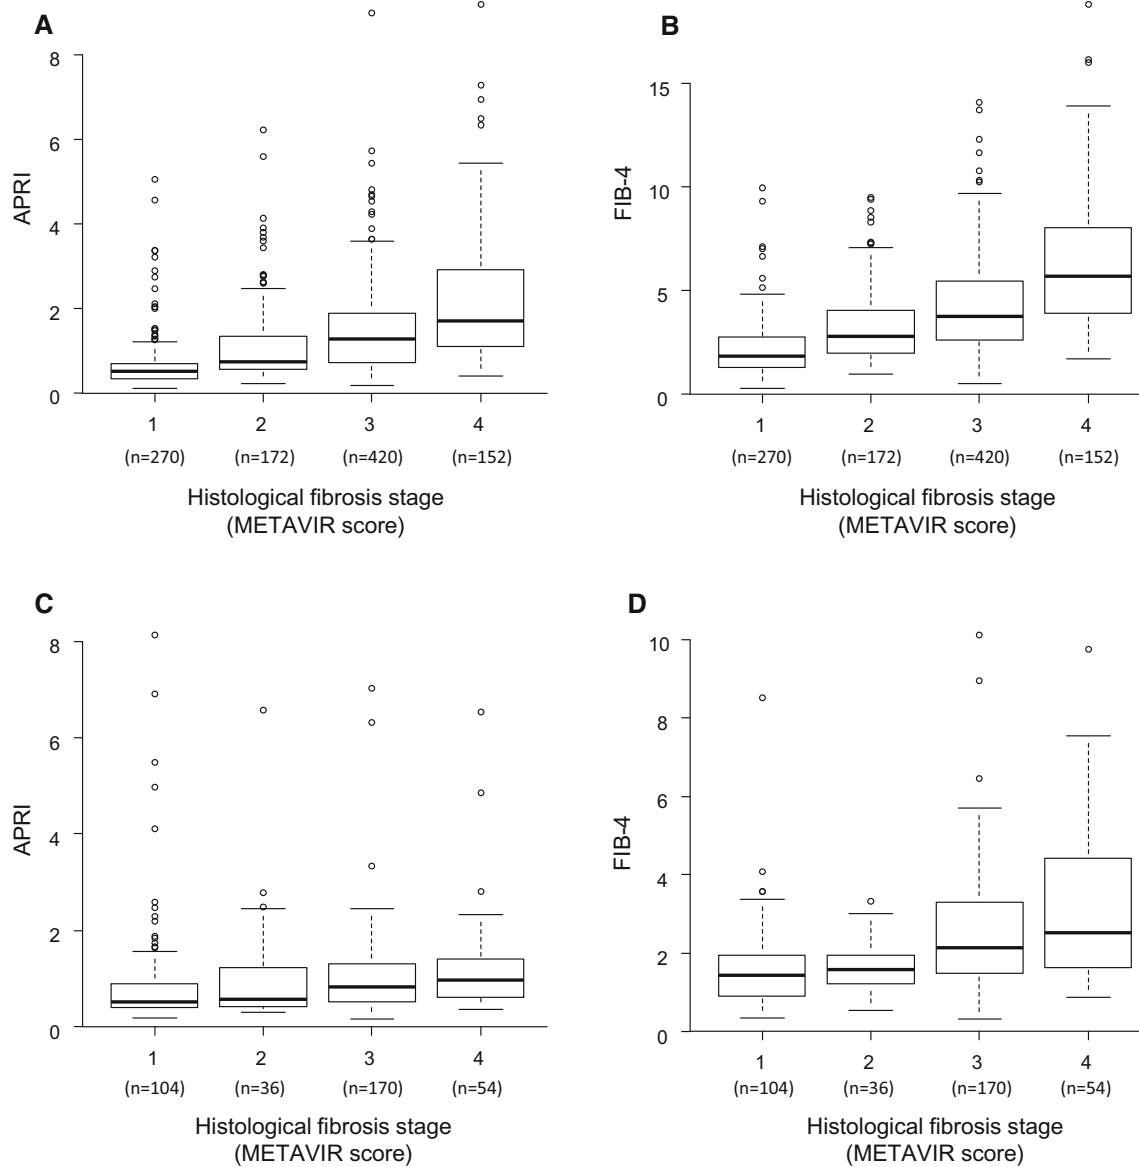 A
8
6
4
2
0
APRI
1
2
3
4
(n=270)
(n=172)
(n=420)
(n=152)
Histological fibrosis stage
(METAVIR score)
B
15
10
5
0
FIB-4
1
2
3
4
(n=270)
(n=172)
(n=420)
(n=152)
Histological fibrosis stage
(METAVIR score)
C
8
6
4
2
0
APRI
1
2
3
4
(n=104)
(n=36)
(n=170)
(n=54)
Histological fibrosis stage
(METAVIR score)
D
10
8
6
4
2
0
FIB-4
1
2
3
4
(n=104)
(n=36)
(n=170)
(n=54)
Histological fibrosis stage
(METAVIR score)